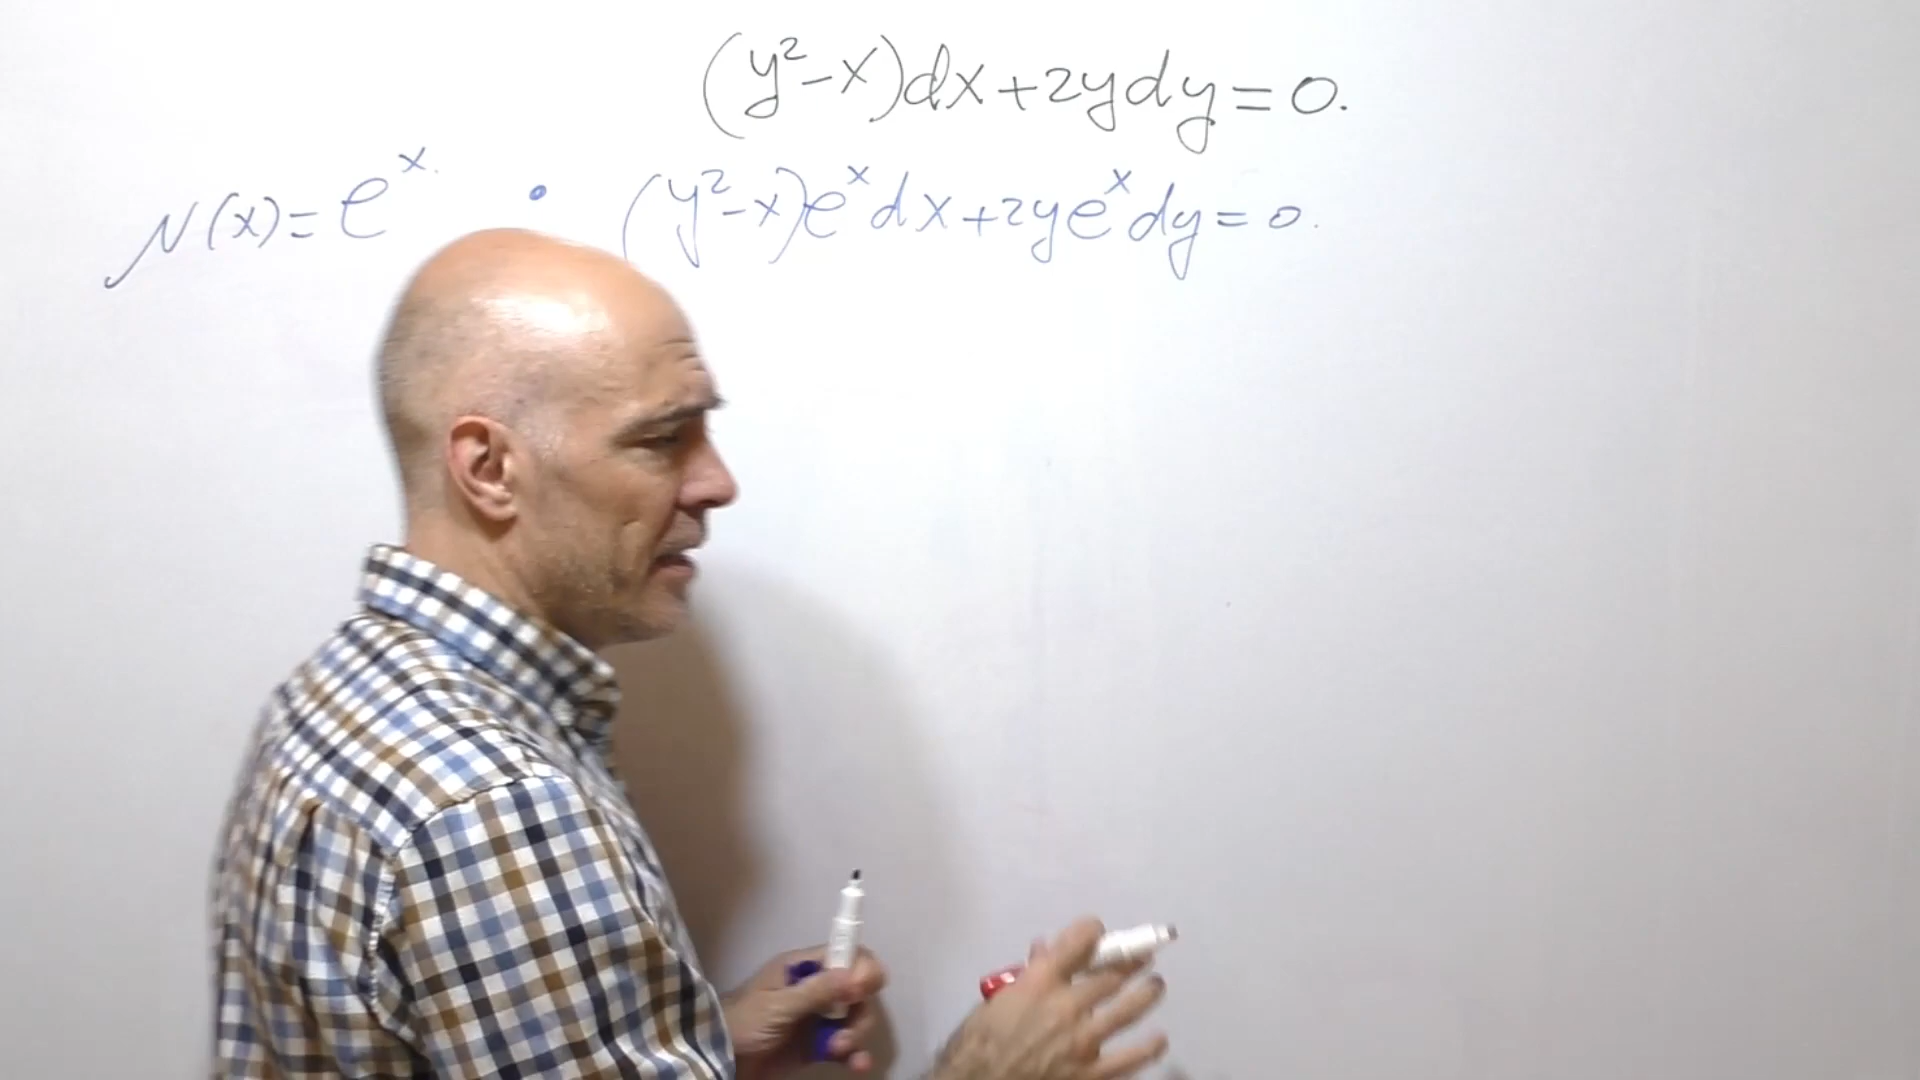 (y²-x)dx+2ydy=0.
μ(x)=eˣ • (y²-x)eˣdx+2yeˣdy=0.